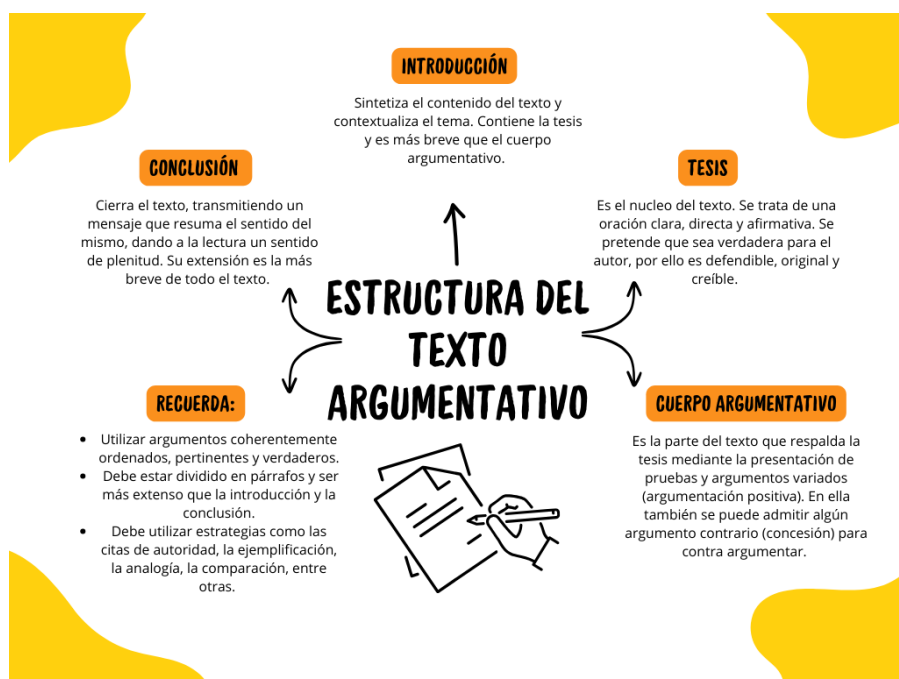 INTRODUCCIÓN
Sintetiza el contenido del texto y
contextualiza el tema. Contiene la tesis
y es más breve que el cuerpo
argumentativo.
CONCLUSIÓN
Cierra el texto, transmitiendo un
mensaje que resuma el sentido del
mismo, dando a la lectura un sentido
de plenitud. Su extensión es la más
breve de todo el texto.
TESIS
Es el nucleo del texto. Se trata de una
oración clara, directa y afirmativa. Se
pretende que sea verdadera para el
autor, por ello es defendible, original y
creíble.
ESTRUCTURA DEL
TEXTO
ARGUMENTATIVO
RECUERDA:
• Utilizar argumentos coherentemente
ordenados, pertinentes y verdaderos.
• Debe estar dividido en párrafos y ser
más extenso que la introducción y la
conclusión.
• Debe utilizar estrategias como las
citas de autoridad, la ejemplificación,
la analogía, la comparación, entre
otras.
CUERPO ARGUMENTATIVO
Es la parte del texto que respalda la
tesis mediante la presentación de
pruebas y argumentos variados
(argumentación positiva). En ella
también se puede admitir algún
argumento contrario (concesión) para
contra argumentar.